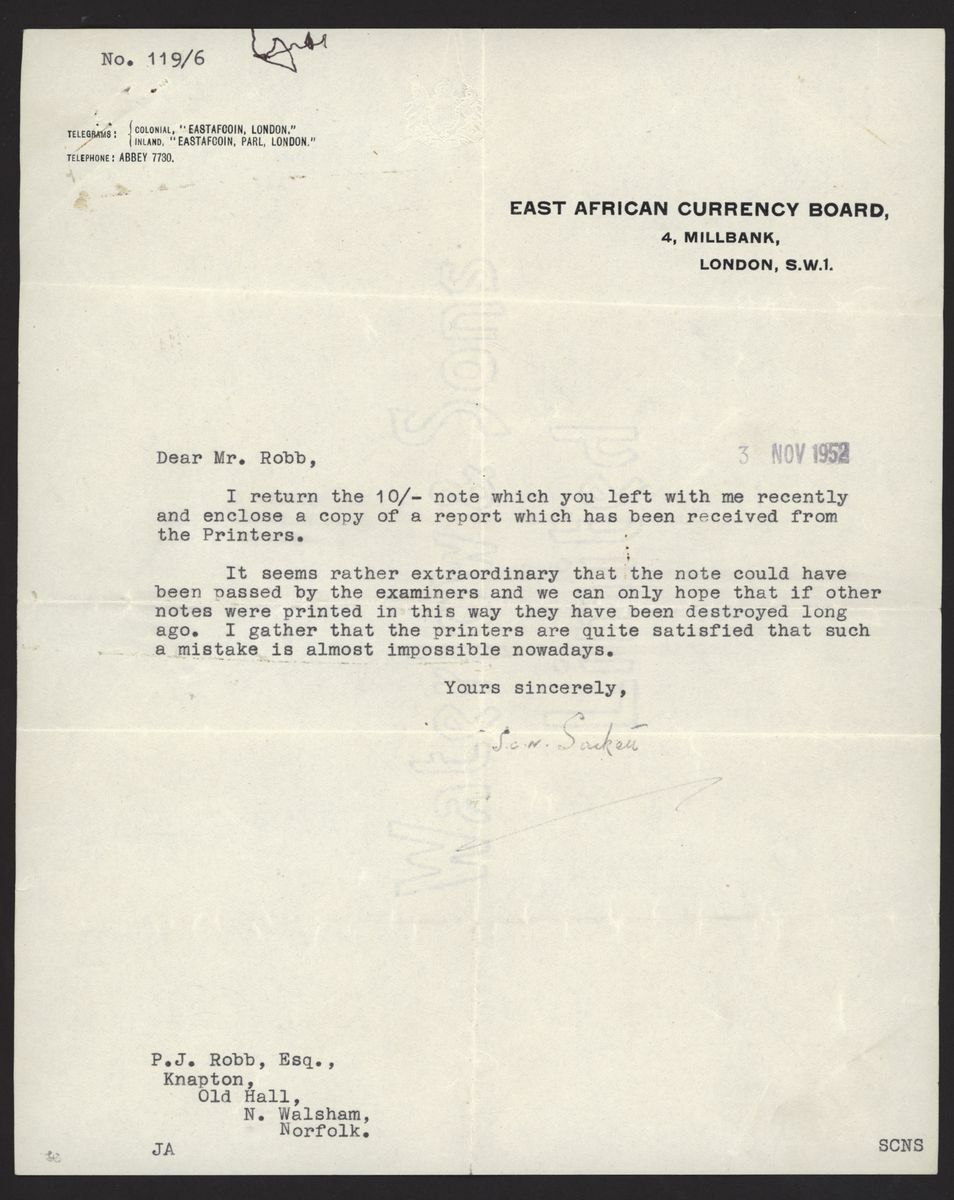 No. 119/6
TELEGRAMS: { COLONIAL, "EASTAFCOIN, LONDON."
INLAND, "EASTAFCOIN, PARL, LONDON."
TELEPHONE: ABBEY 7730.
EAST AFRICAN CURRENCY BOARD,
4, MILLBANK,
LONDON, S.W.1.
3 NOV 1952
Dear Mr. Robb,
I return the 10/- note which you left with me recently
and enclose a copy of a report which has been received from
the Printers.
It seems rather extraordinary that the note could have
been passed by the examiners and we can only hope that if other
notes were printed in this way they have been destroyed long
ago. I gather that the printers are quite satisfied that such
a mistake is almost impossible nowadays.
Yours sincerely,
P.J. Robb, Esq.,
Knapton,
Old Hall,
N. Walsham,
Norfolk.
JA
SCNS
Waterlow & Sons
Limited